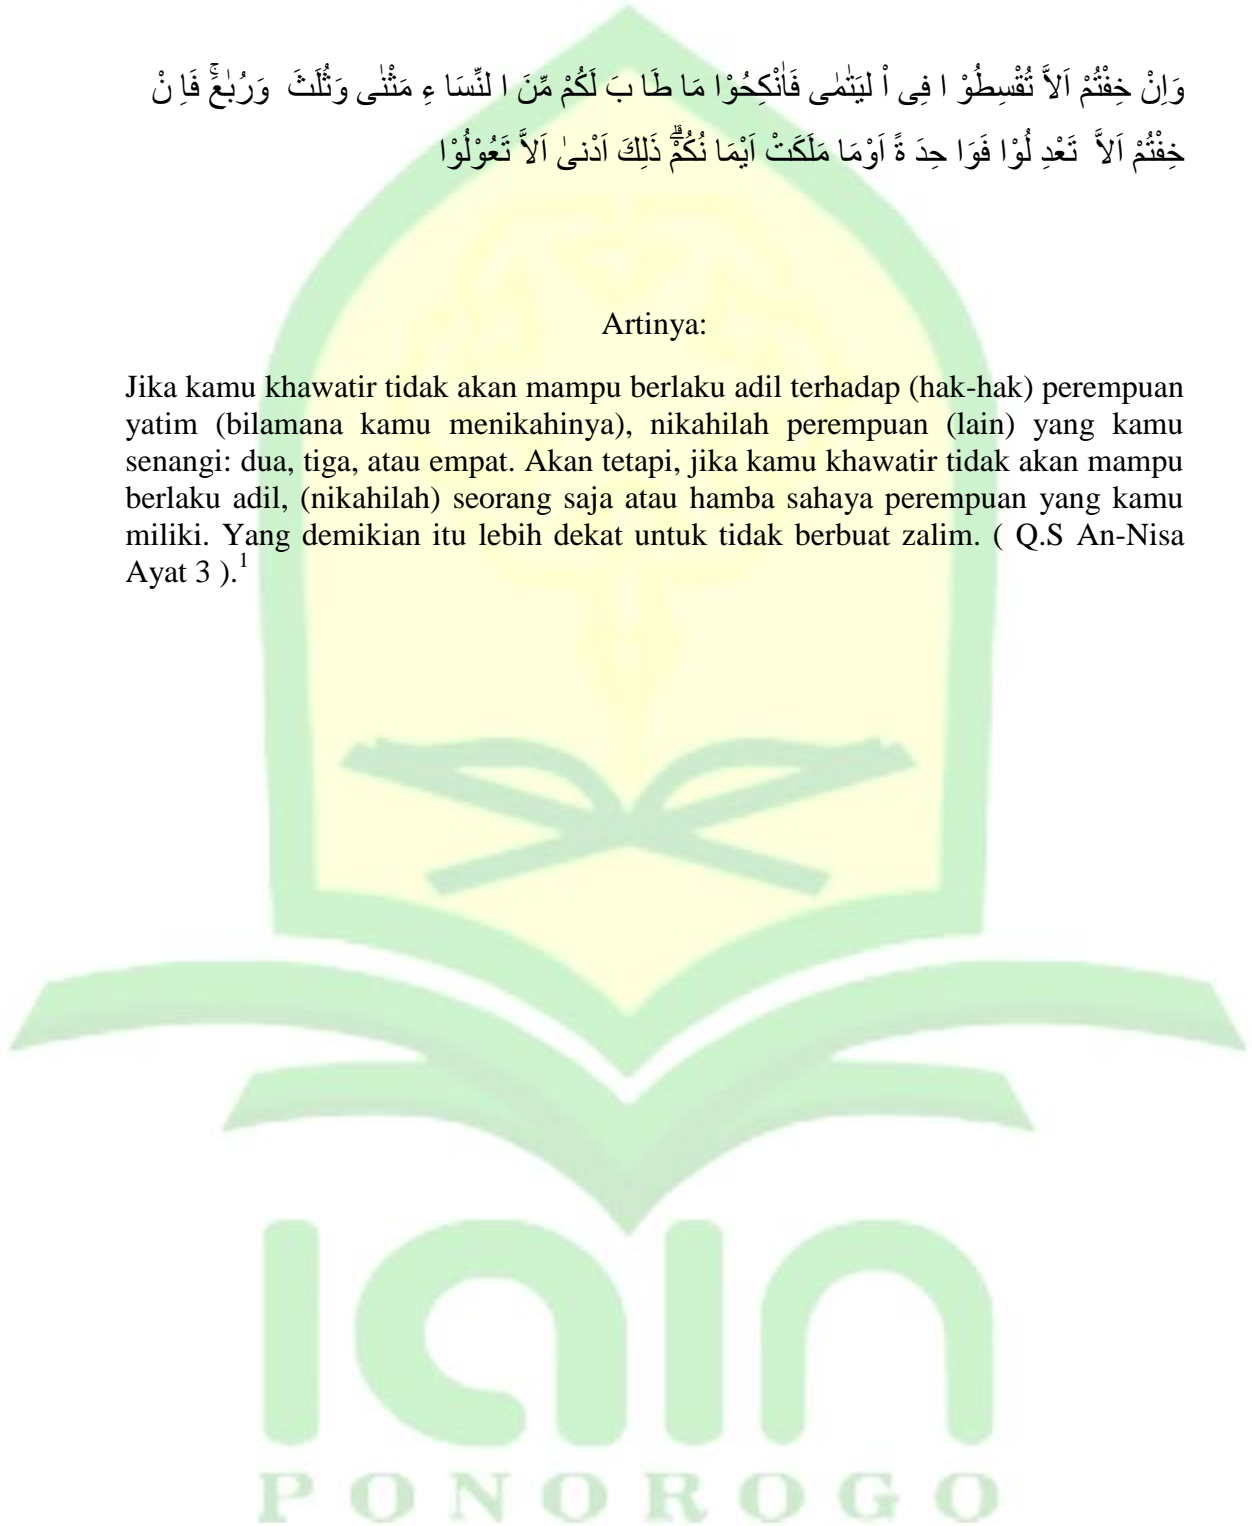 وَاِنْ خِفْتُمْ اَلاَّ تُقْسِطُوْ ا فِى اْ ليَتٰمٰى فَاْنْكِحُوْا مَا طَا بَ لَكُمْ مِّنَ ا لنِّسَا ءِ مَثْنٰى وَثُلَثَ وَرُبٰعَۚ فَاِ نْ
خِفْتُمْ اَلاَّ تَعْدِ لُوْا فَوَا حِدَ ةً اَوْمَا مَلَكَتْ اَيْمَا نُكُمْۗ ذَلِكَ اَدْنىٰ اَلاَّ تَعُوْلُوْا
Artinya:
Jika kamu khawatir tidak akan mampu berlaku adil terhadap (hak-hak) perempuan
yatim (bilamana kamu menikahinya), nikahilah perempuan (lain) yang kamu
senangi: dua, tiga, atau empat. Akan tetapi, jika kamu khawatir tidak akan mampu
berlaku adil, (nikahilah) seorang saja atau hamba sahaya perempuan yang kamu
miliki. Yang demikian itu lebih dekat untuk tidak berbuat zalim. ( Q.S An-Nisa
Ayat 3 ).¹
iain
PONOROGO